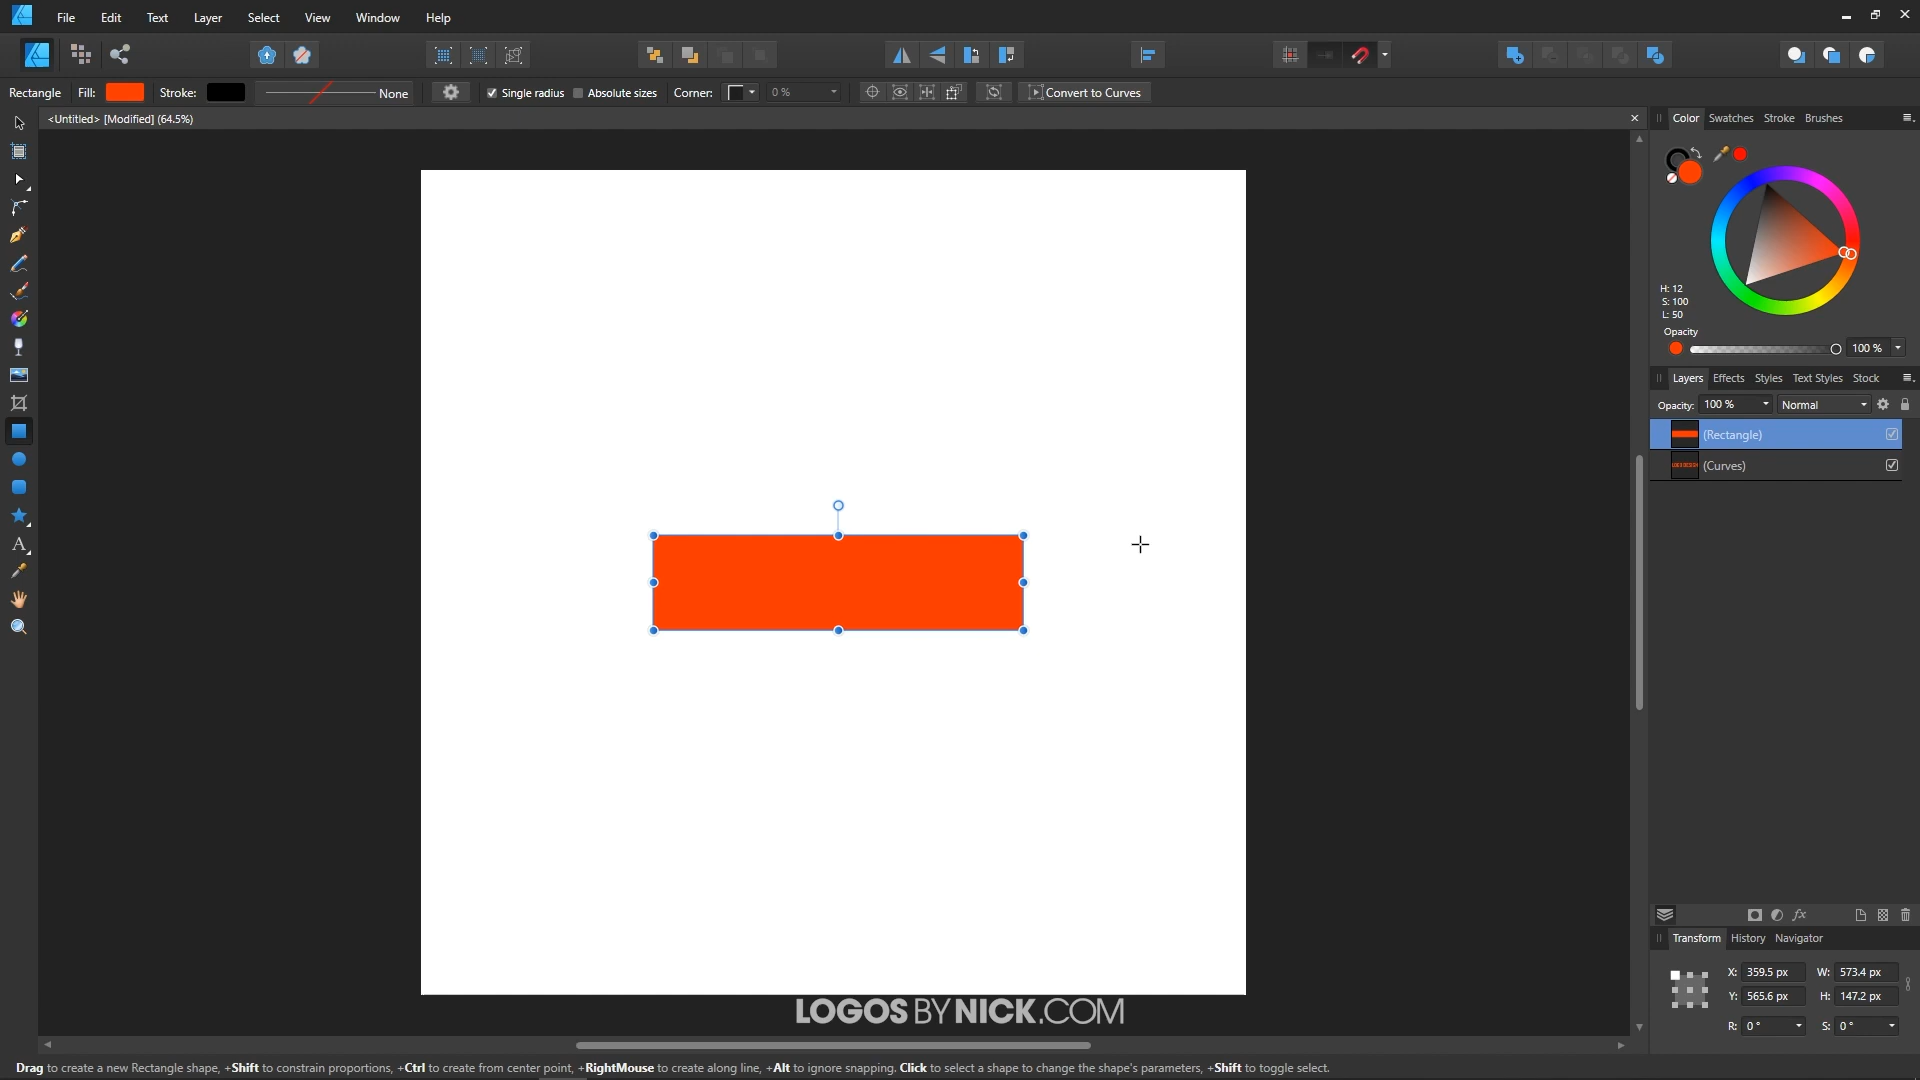 File Edit Text Layer Select View Window Help
Rectangle Fill: Stroke: None Single radius Absolute sizes Corner: 0 % Convert to Curves
<Untitled> [Modified] (64.5%)
Color Swatches Stroke Brushes
H: 12
S: 100
L: 50
Opacity
100 %
Layers Effects Styles Text Styles Stock
Opacity: 100 % Normal
(Rectangle)
(Curves)
fx
Transform History Navigator
X: 359.5 px W: 573.4 px
Y: 565.6 px H: 147.2 px
R: 0 ° S: 0 °
LOGOS BY NICK.COM
Drag to create a new Rectangle shape, +Shift to constrain proportions, +Ctrl to create from center point, +RightMouse to create along line, +Alt to ignore snapping. Click to select a shape to change the shape's parameters, +Shift to toggle select.